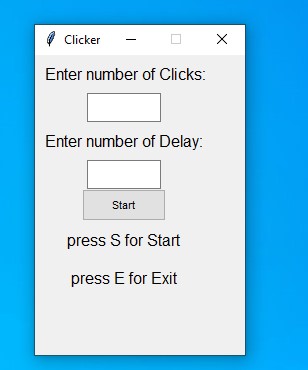 Clicker
Enter number of Clicks:
Enter number of Delay:
Start
press S for Start
press E for Exit